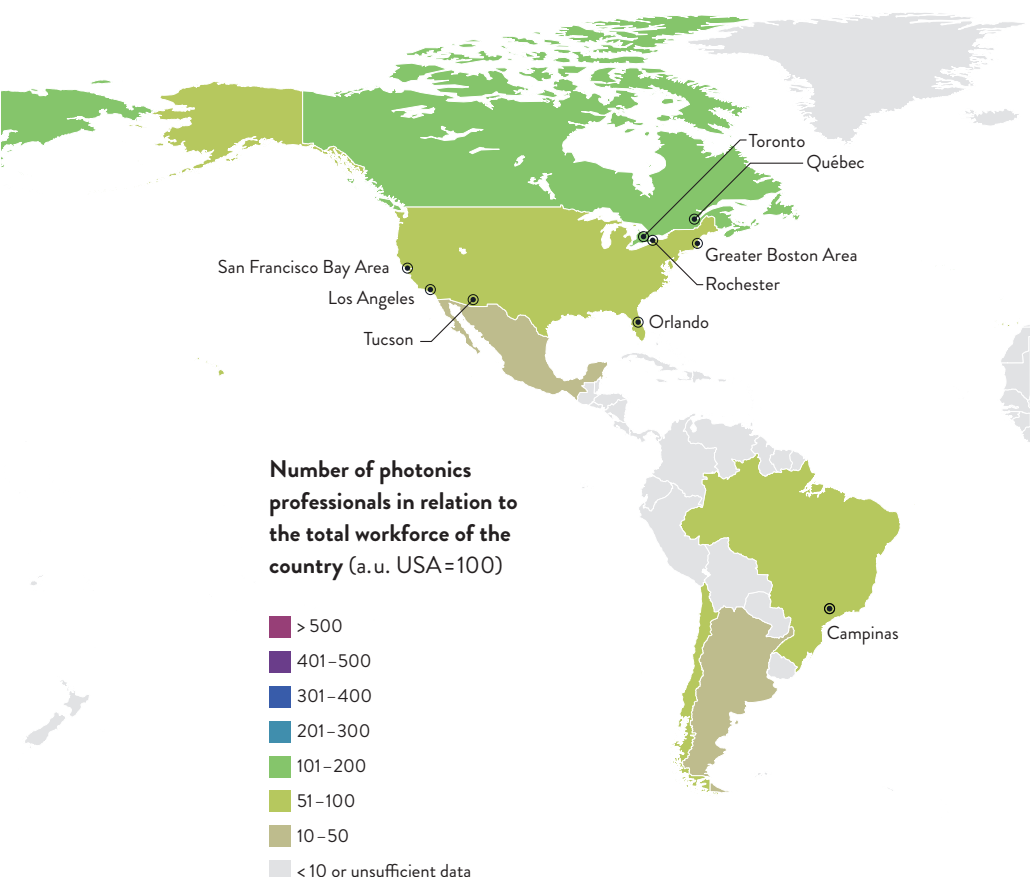 Toronto
Québec
Greater Boston Area
San Francisco Bay Area
Rochester
Los Angeles
Orlando
Tucson
Number of photonics
professionals in relation to
the total workforce of the
country (a.u. USA=100)
> 500
401–500
301–400
201–300
101–200
51–100
10–50
< 10 or unsufficient data
Campinas